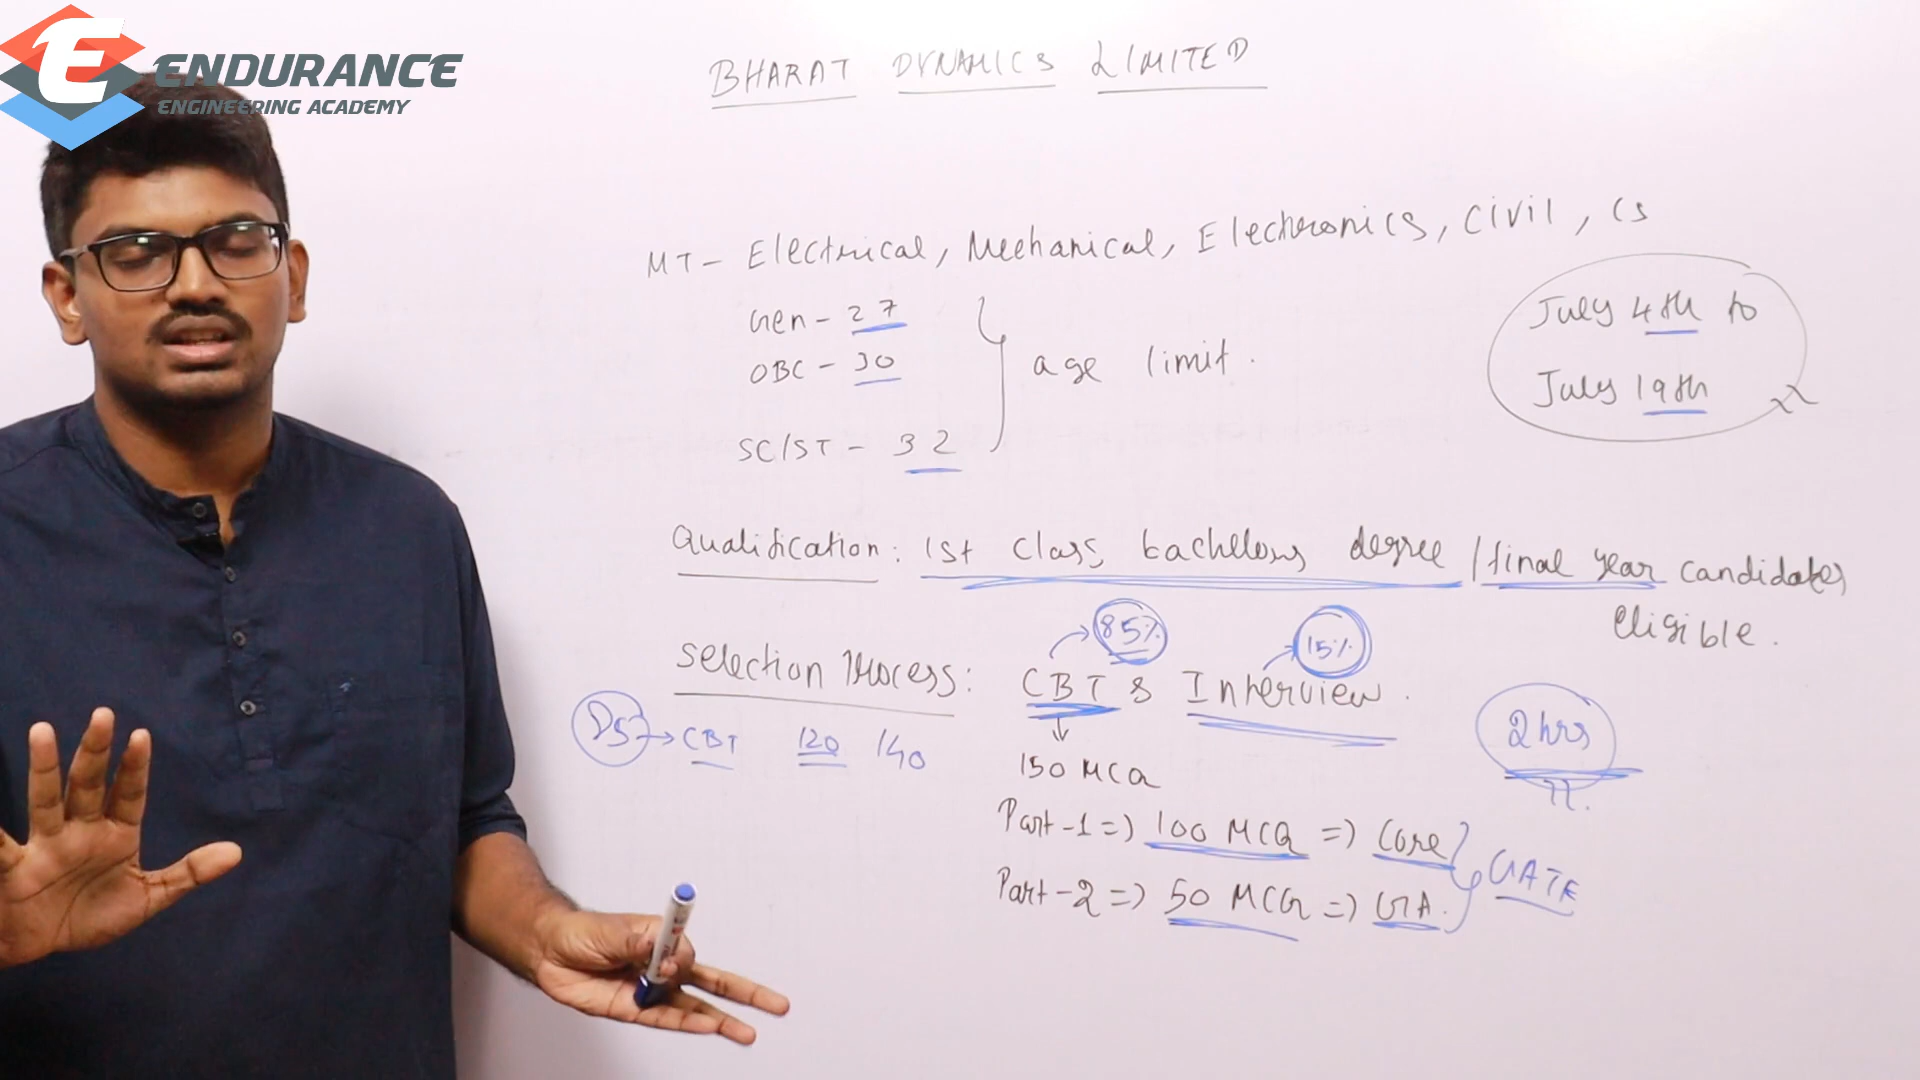 ENDURANCE
ENGINEERING ACADEMY
BHARAT DYNAMICS LIMITED
MT - Electrical, Mechanical, Electronics, Civil, CS
Gen - 27
OBC - 30
age limit.
SC/ST - 32
July 4th to
July 19th
Qualification: 1st Class bachelors degree / final year candidates
eligible.
85%
15%
Selection Process: CBT & Interview.
→ CBT 120 140
2 hrs
150 MCQ
Part-1 => 100 MCQ => Core
Part-2 => 50 MCQ => GA.
GATE